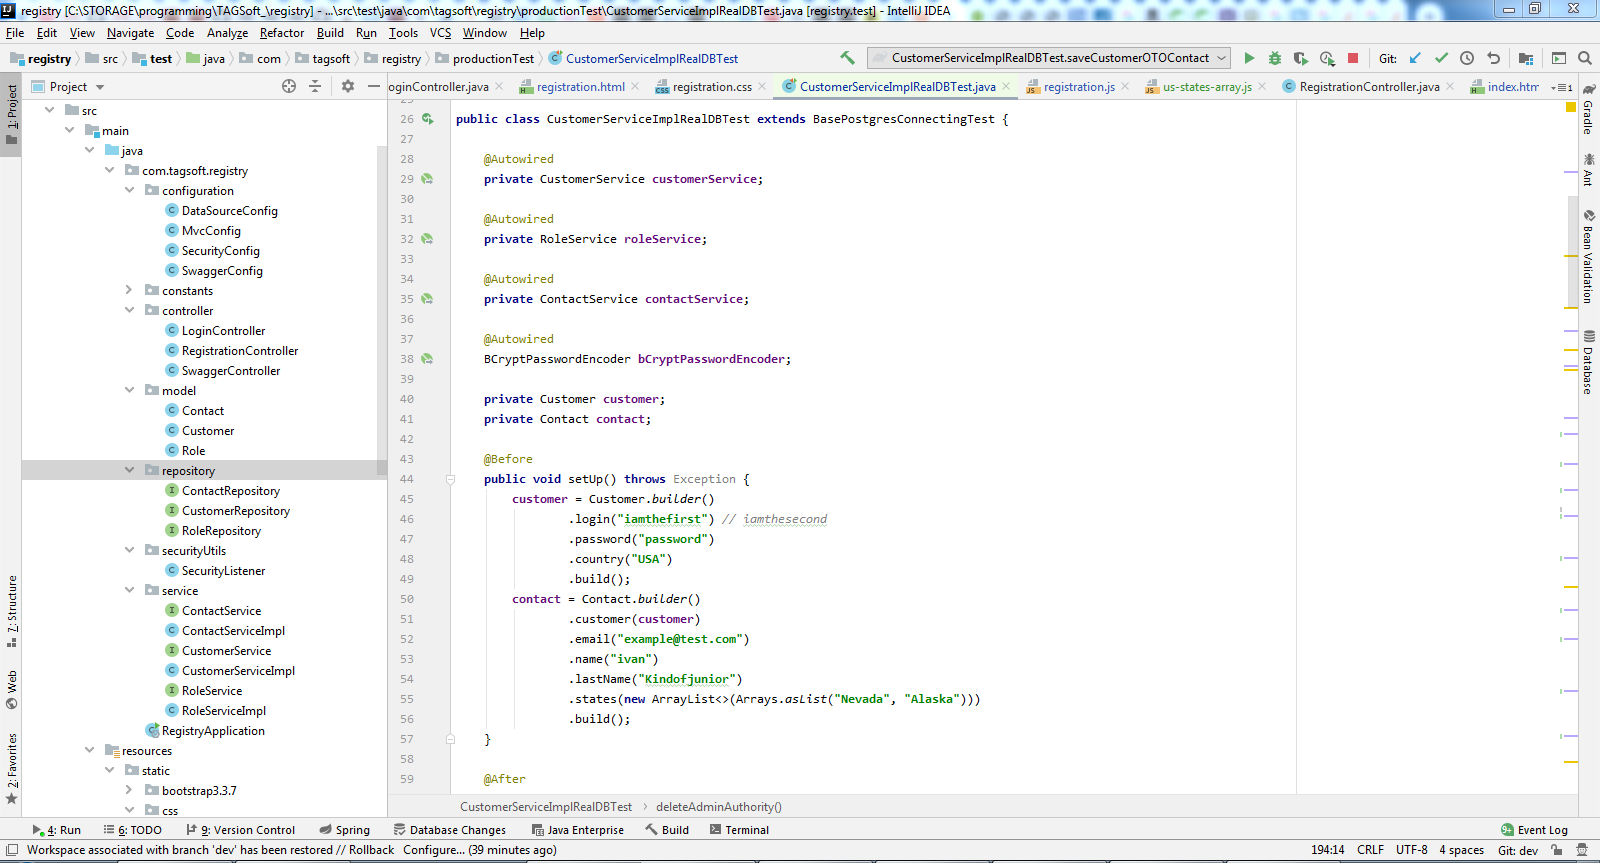 registry [C:\STORAGE\programming\TAGSoft_\registry] - ...\src\test\java\com\tagsoft\registry\productionTest\CustomerServiceImplRealDBTest.java [registry.test] - IntelliJ IDEA
File Edit View Navigate Code Analyze Refactor Build Run Tools VCS Window Help
registry src test java com tagsoft registry productionTest CustomerServiceImplRealDBTest CustomerServiceImplRealDBTest.saveCustomerOTOContact Git:
Project
oginController.java registration.html registration.css CustomerServiceImplRealDBTest.java registration.js us-states-array.js RegistrationController.java index.htm
1: Project
7: Structure
Web
2: Favorites
src
main
java
com.tagsoft.registry
configuration
DataSourceConfig
MvcConfig
SecurityConfig
SwaggerConfig
constants
controller
LoginController
RegistrationController
SwaggerController
model
Contact
Customer
Role
repository
ContactRepository
CustomerRepository
RoleRepository
securityUtils
SecurityListener
service
ContactService
ContactServiceImpl
CustomerService
CustomerServiceImpl
RoleService
RoleServiceImpl
RegistryApplication
resources
static
bootstrap3.3.7
css
25
26 public class CustomerServiceImplRealDBTest extends BasePostgresConnectingTest {
27
28 @Autowired
29 private CustomerService customerService;
30
31 @Autowired
32 private RoleService roleService;
33
34 @Autowired
35 private ContactService contactService;
36
37 @Autowired
38 BCryptPasswordEncoder bCryptPasswordEncoder;
39
40 private Customer customer;
41 private Contact contact;
42
43 @Before
44 public void setUp() throws Exception {
45 customer = Customer.builder()
46 .login("iamthefirst") // iamthesecond
47 .password("password")
48 .country("USA")
49 .build();
50 contact = Contact.builder()
51 .customer(customer)
52 .email("example@test.com")
53 .name("ivan")
54 .lastName("Kindofjunior")
55 .states(new ArrayList<>(Arrays.asList("Nevada", "Alaska")))
56 .build();
57 }
58
59 @After
CustomerServiceImplRealDBTest deleteAdminAuthority()
Gradle
Ant
Bean Validation
Database
4: Run 6: TODO 9: Version Control Spring Database Changes Java Enterprise Build Terminal 9+ Event Log
Workspace associated with branch 'dev' has been restored // Rollback Configure... (39 minutes ago) 194:14 CRLF UTF-8 4 spaces Git: dev